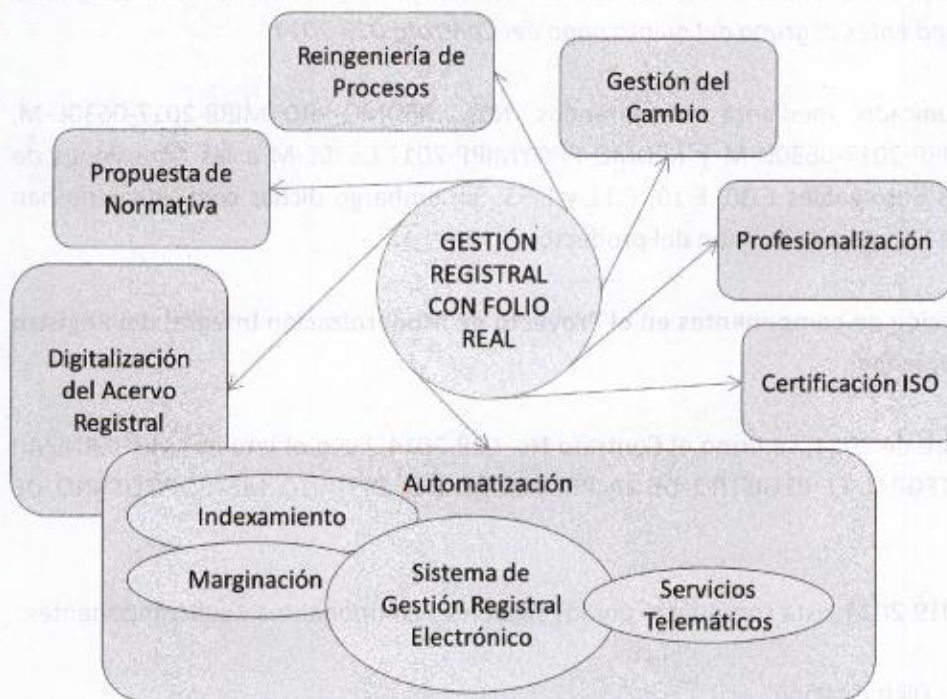 Reingeniería de
Procesos
Gestión del
Cambio
Propuesta de
Normativa
GESTIÓN
REGISTRAL
CON FOLIO
REAL
Profesionalización
Digitalización
del Acervo
Registral
Certificación ISO
Automatización
Indexamiento
Marginación
Sistema de
Gestión Registral
Electrónico
Servicios
Telemáticos